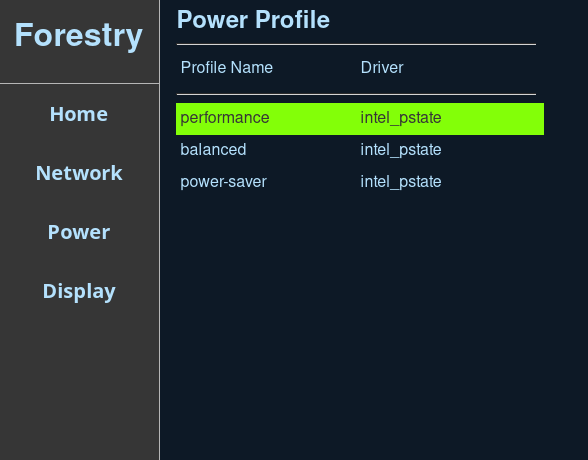 Forestry
Home
Network
Power
Display
Power Profile
Profile Name Driver
performance intel_pstate
balanced intel_pstate
power-saver intel_pstate